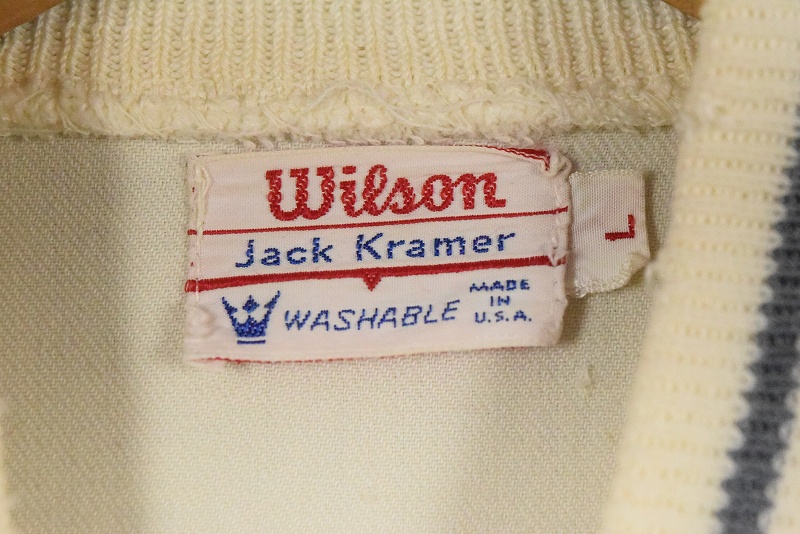 Wilson
Jack Kramer
WASHABLE
MADE
IN
U.S.A.
L